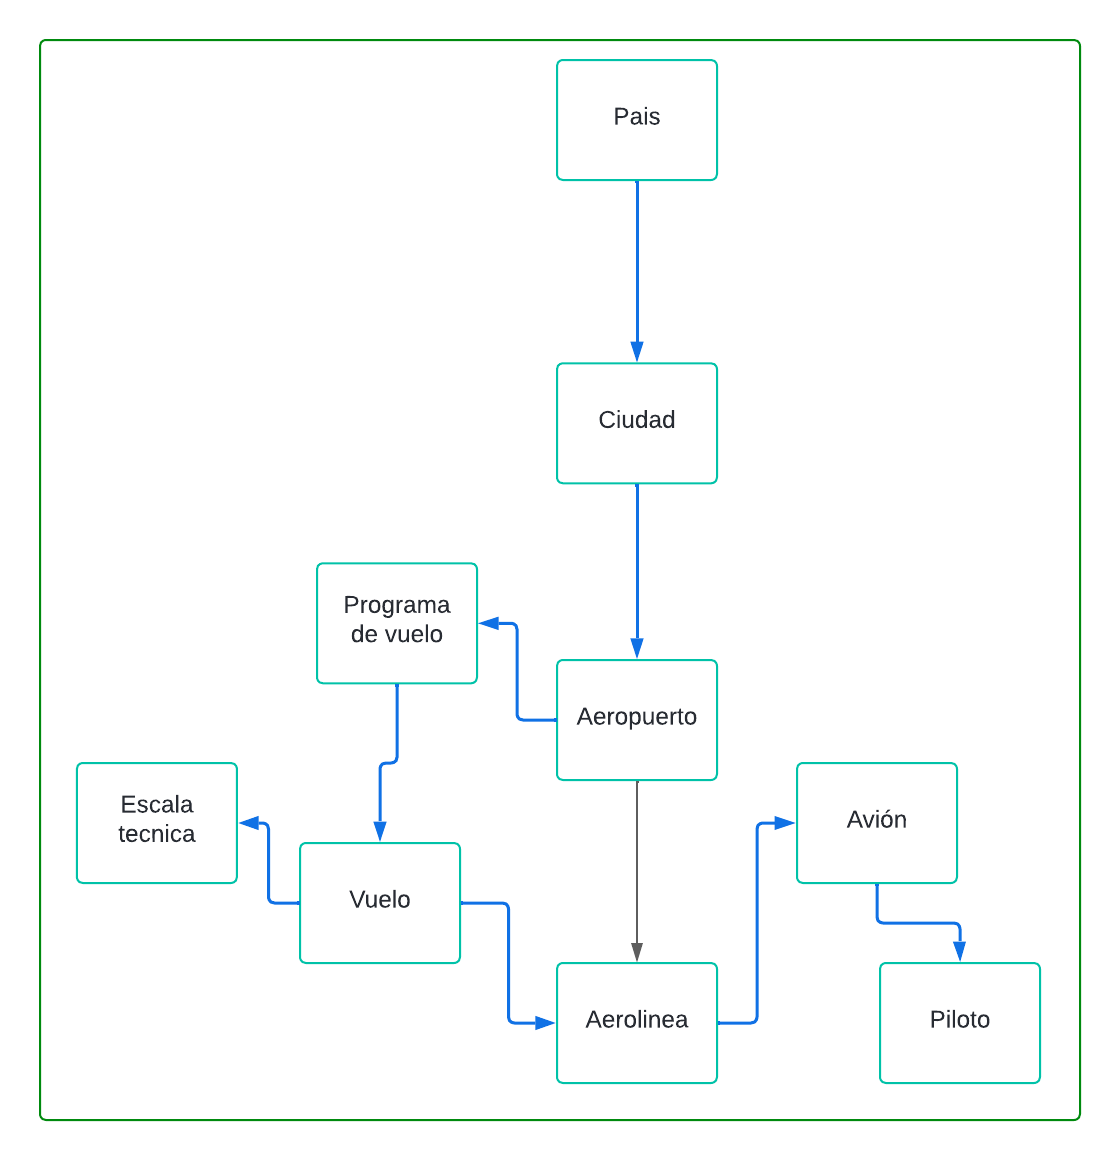 Pais
Ciudad
Programa
de vuelo
Aeropuerto
Escala
tecnica
Avión
Vuelo
Aerolinea
Piloto